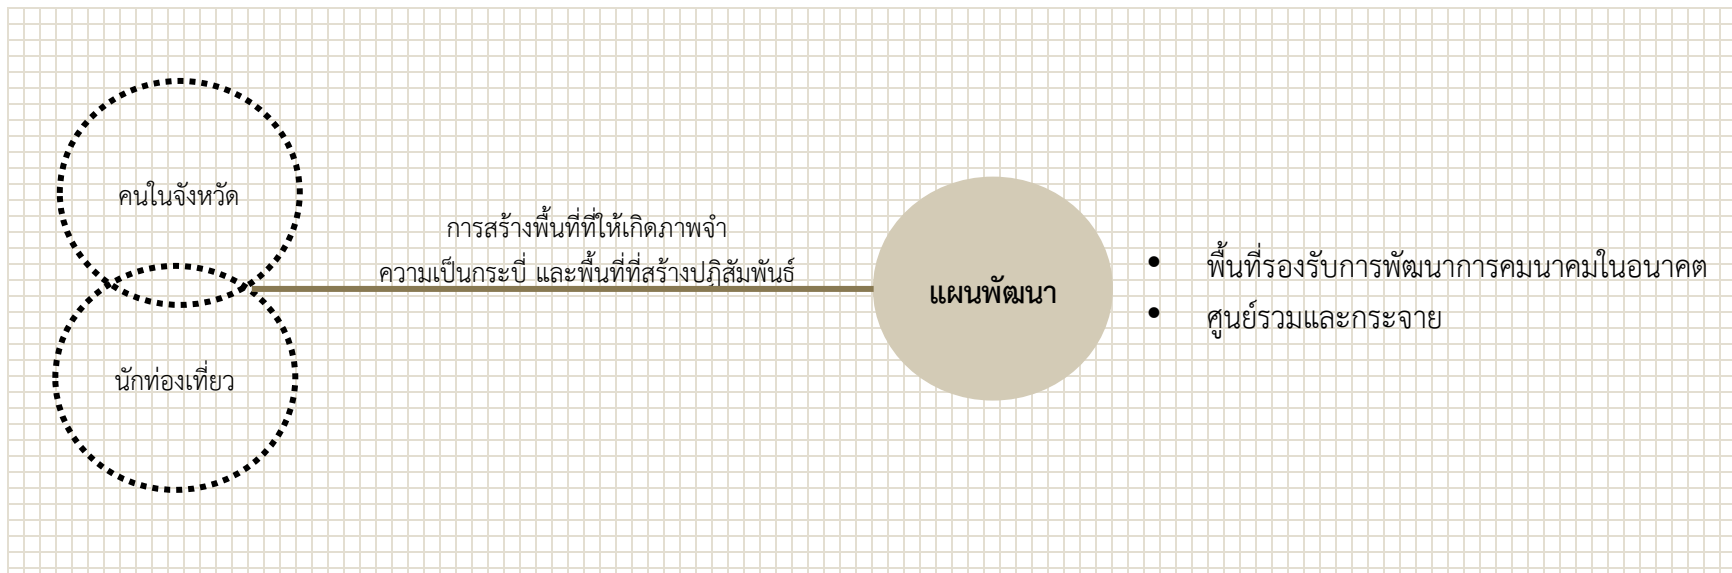 คนในจังหวัด
นักท่องเที่ยว
การสร้างพื้นที่ที่ให้เกิดภาพจำ
ความเป็นกระบี่ และพื้นที่ที่สร้างปฏิสัมพันธ์
แผนพัฒนา
• พื้นที่รองรับการพัฒนาการคมนาคมในอนาคต
• ศูนย์รวมและกระจาย